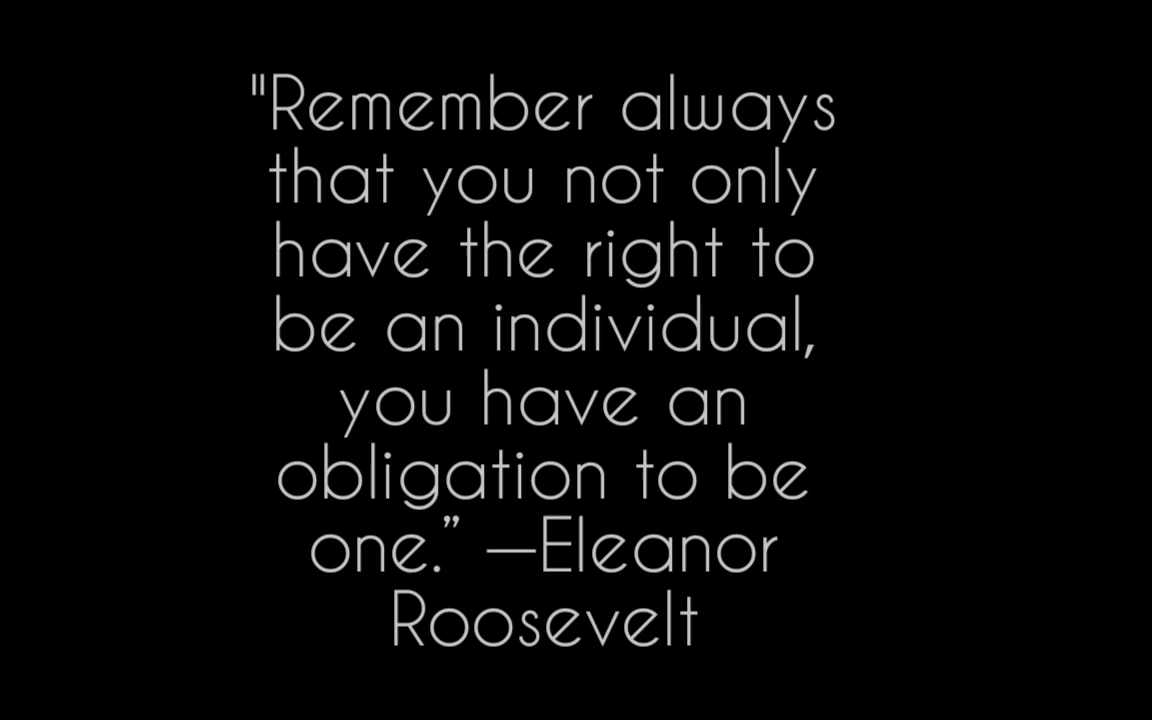 "Remember always
that you not only
have the right to
be an individual,
you have an
obligation to be
one.” —Eleanor
Roosevelt